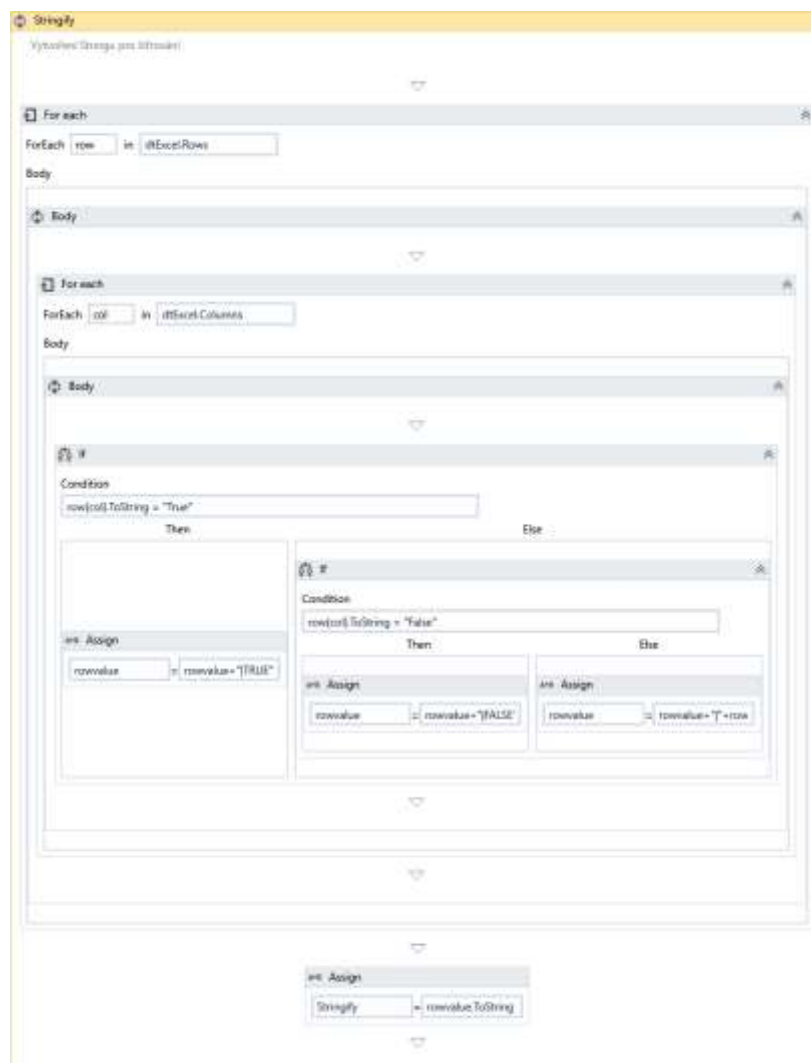 Stringify
Vytvoření Stringu pro šifrování
For each
ForEach row in dtExcel.Rows
Body
Body
For each
ForEach col in dtExcel.Columns
Body
Body
If
Condition
row(col).ToString = "True"
Then
Else
If
Condition
row(col).ToString = "False"
Then
Else
Assign
rowvalue = rowvalue+"|TRUE"
Assign
rowvalue = rowvalue+"|FALSE"
Assign
rowvalue = rowvalue+"|"+row
Assign
Stringify = rowvalue.ToString